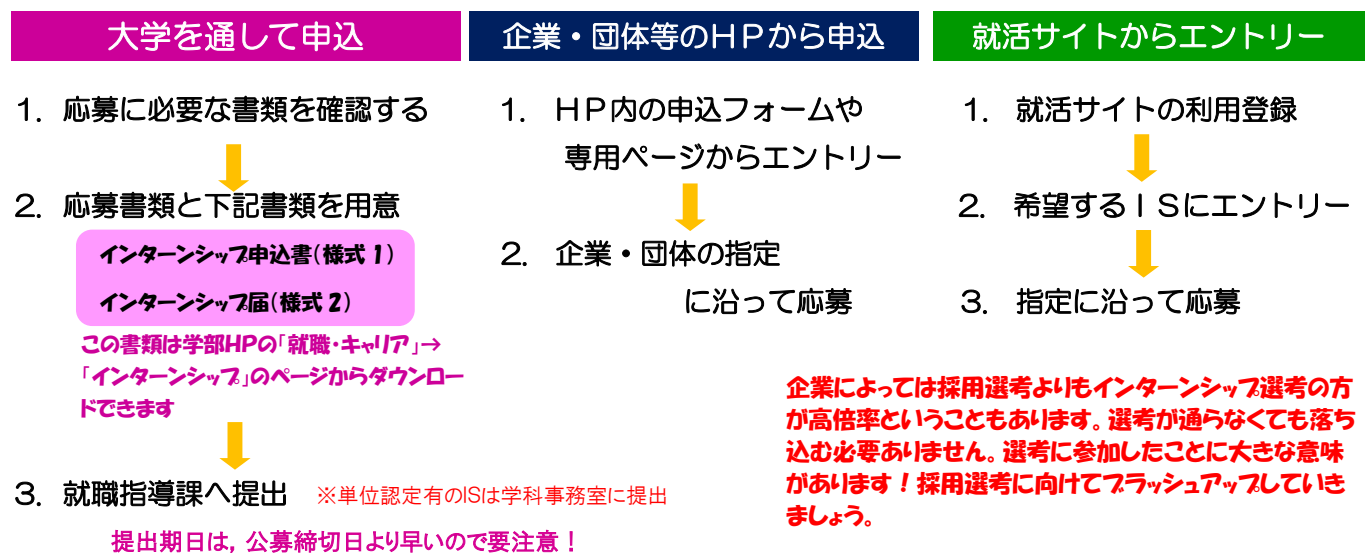 大学を通して申込
１．応募に必要な書類を確認する
２．応募書類と下記書類を用意
インターンシップ申込書（様式１）
インターンシップ届（様式２）
この書類は学部HPの「就職・キャリア」→
「インターンシップ」のページからダウンロー
ドできます
３．就職指導課へ提出　※単位認定有のISは学科事務室に提出
提出期日は，公募締切日より早いので要注意！
企業・団体等のＨＰから申込
１．ＨＰ内の申込フォームや
専用ページからエントリー
２．企業・団体の指定
に沿って応募
就活サイトからエントリー
１．就活サイトの利用登録
２．希望するＩＳにエントリー
３．指定に沿って応募
企業によっては採用選考よりもインターンシップ選考の方
が高倍率ということもあります。選考が通らなくても落ち
込む必要ありません。選考に参加したことに大きな意味
があります！採用選考に向けてブラッシュアップしていき
ましょう。